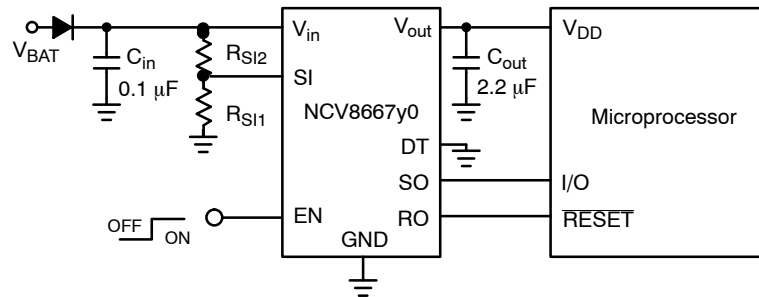 V_BAT
C_in
0.1 μF
R_SI2
R_SI1
V_in
SI
EN
OFF
ON
NCV8667y0
GND
V_out
DT
SO
RO
C_out
2.2 μF
V_DD
Microprocessor
I/O
RESET